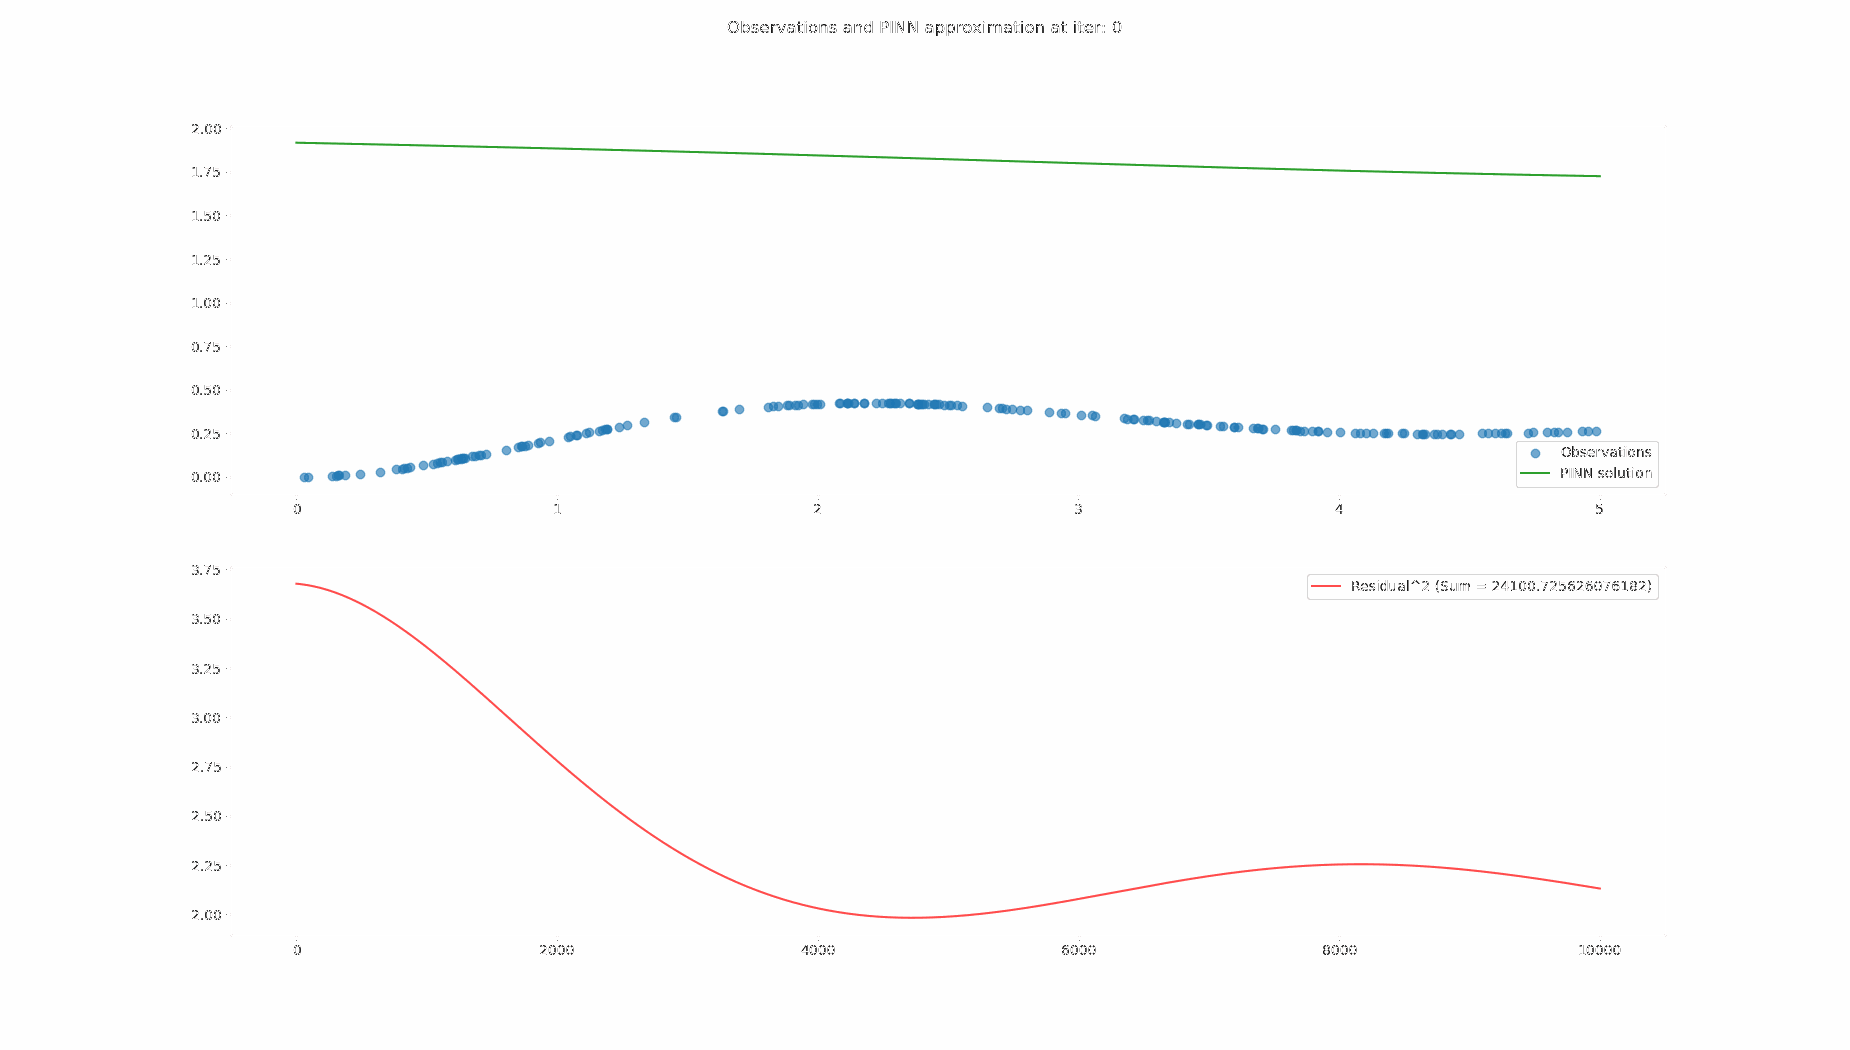 Observations and PINN approximation at iter: 0
2.00
1.75
1.50
1.25
1.00
0.75
0.50
0.25
0.00
Observations
PINN solution
0 1 2 3 4 5
3.75
3.50
3.25
3.00
2.75
2.50
2.25
2.00
Residual^2 (Sum = 24100.725626076182)
0 2000 4000 6000 8000 10000